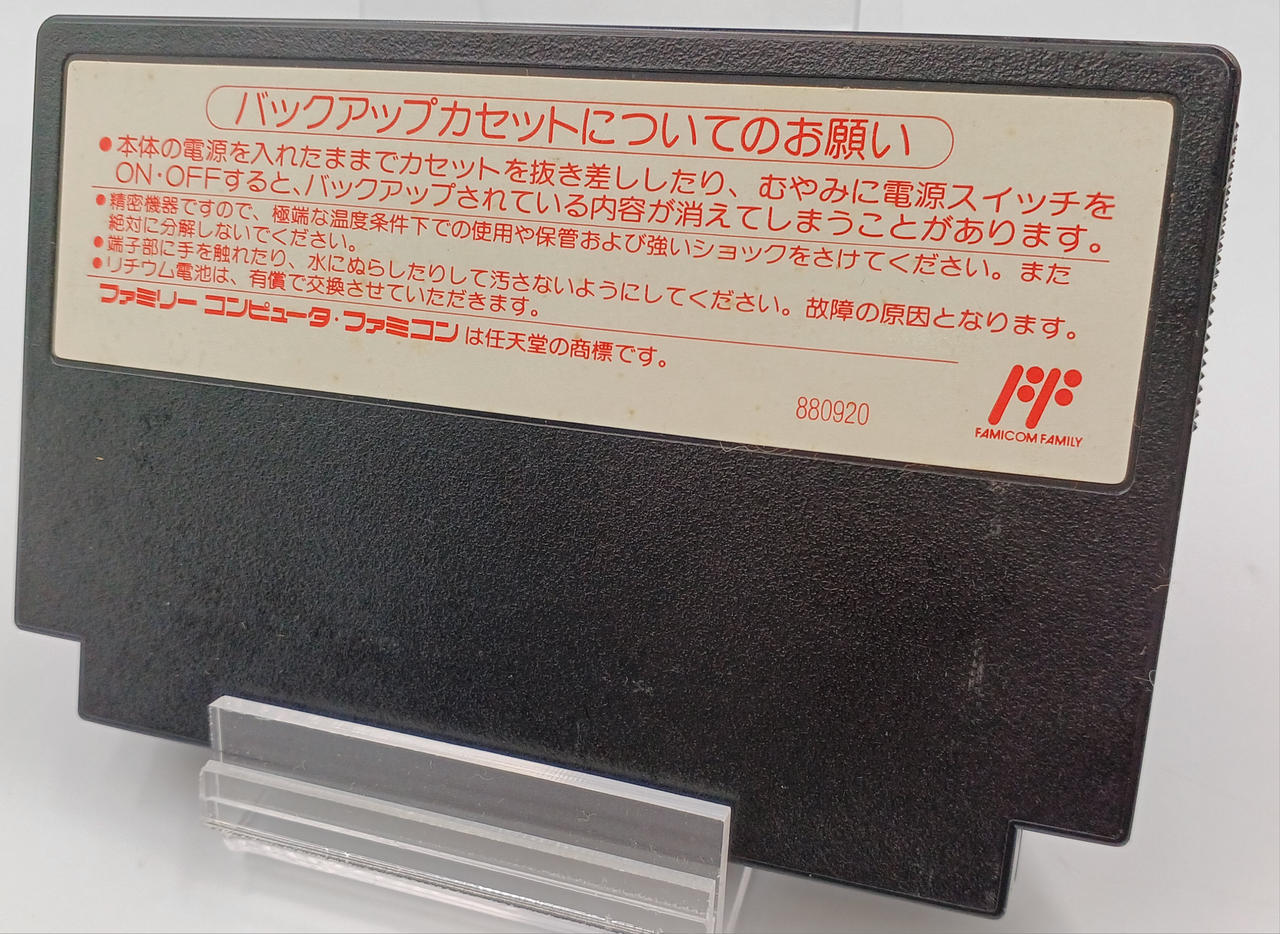 バックアップカセットについてのお願い
●本体の電源を入れたままでカセットを抜き差ししたり、むやみに電源スイッチを
ON・OFFすると、バックアップされている内容が消えてしまうことがあります。
●精密機器ですので、極端な温度条件下での使用や保管および強いショックをさけてください。また
絶対に分解しないでください。
●端子部に手を触れたり、水にぬらしたりして汚さないようにしてください。故障の原因となります。
●リチウム電池は、有償で交換させていただきます。
ファミリーコンピュータ・ファミコンは任天堂の商標です。
880920
FAMICOM FAMILY